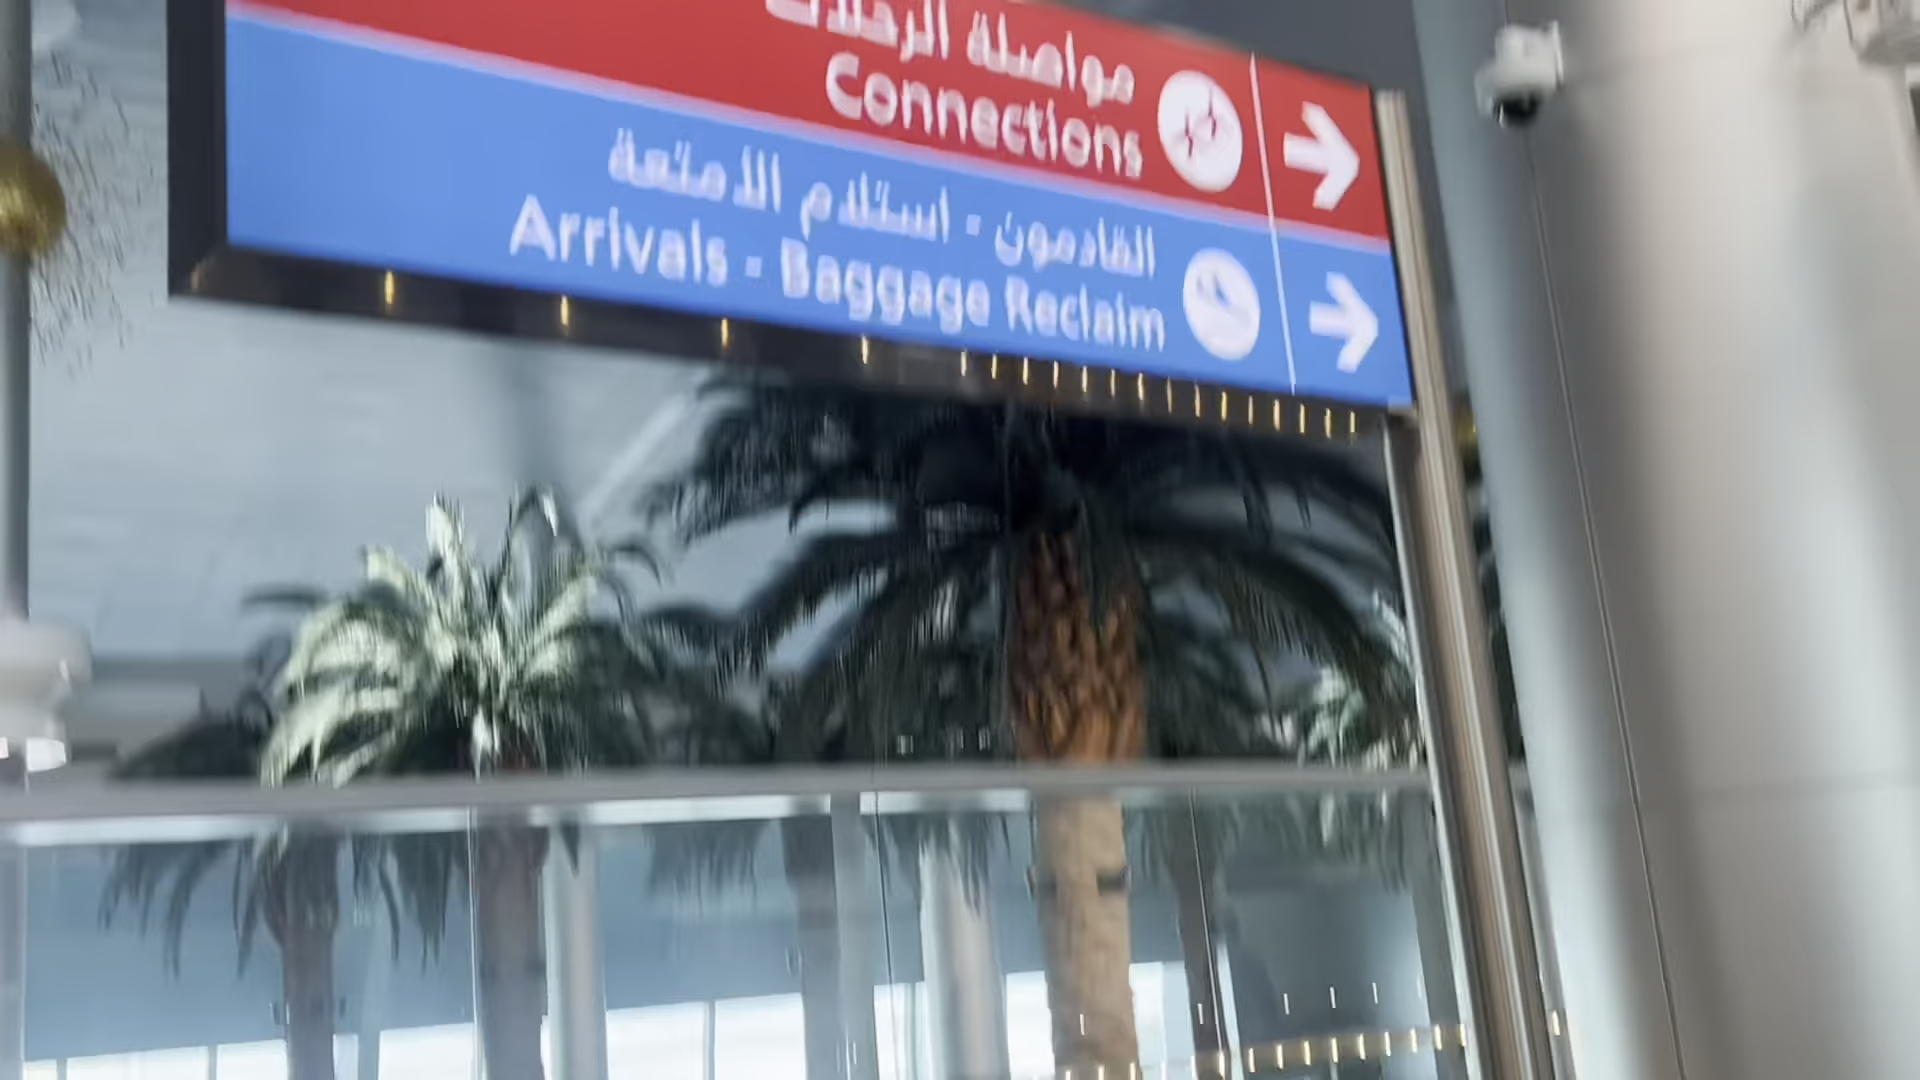 مواصلة الرحلات
Connections
القادمون - استلام الأمتعة
Arrivals - Baggage Reclaim